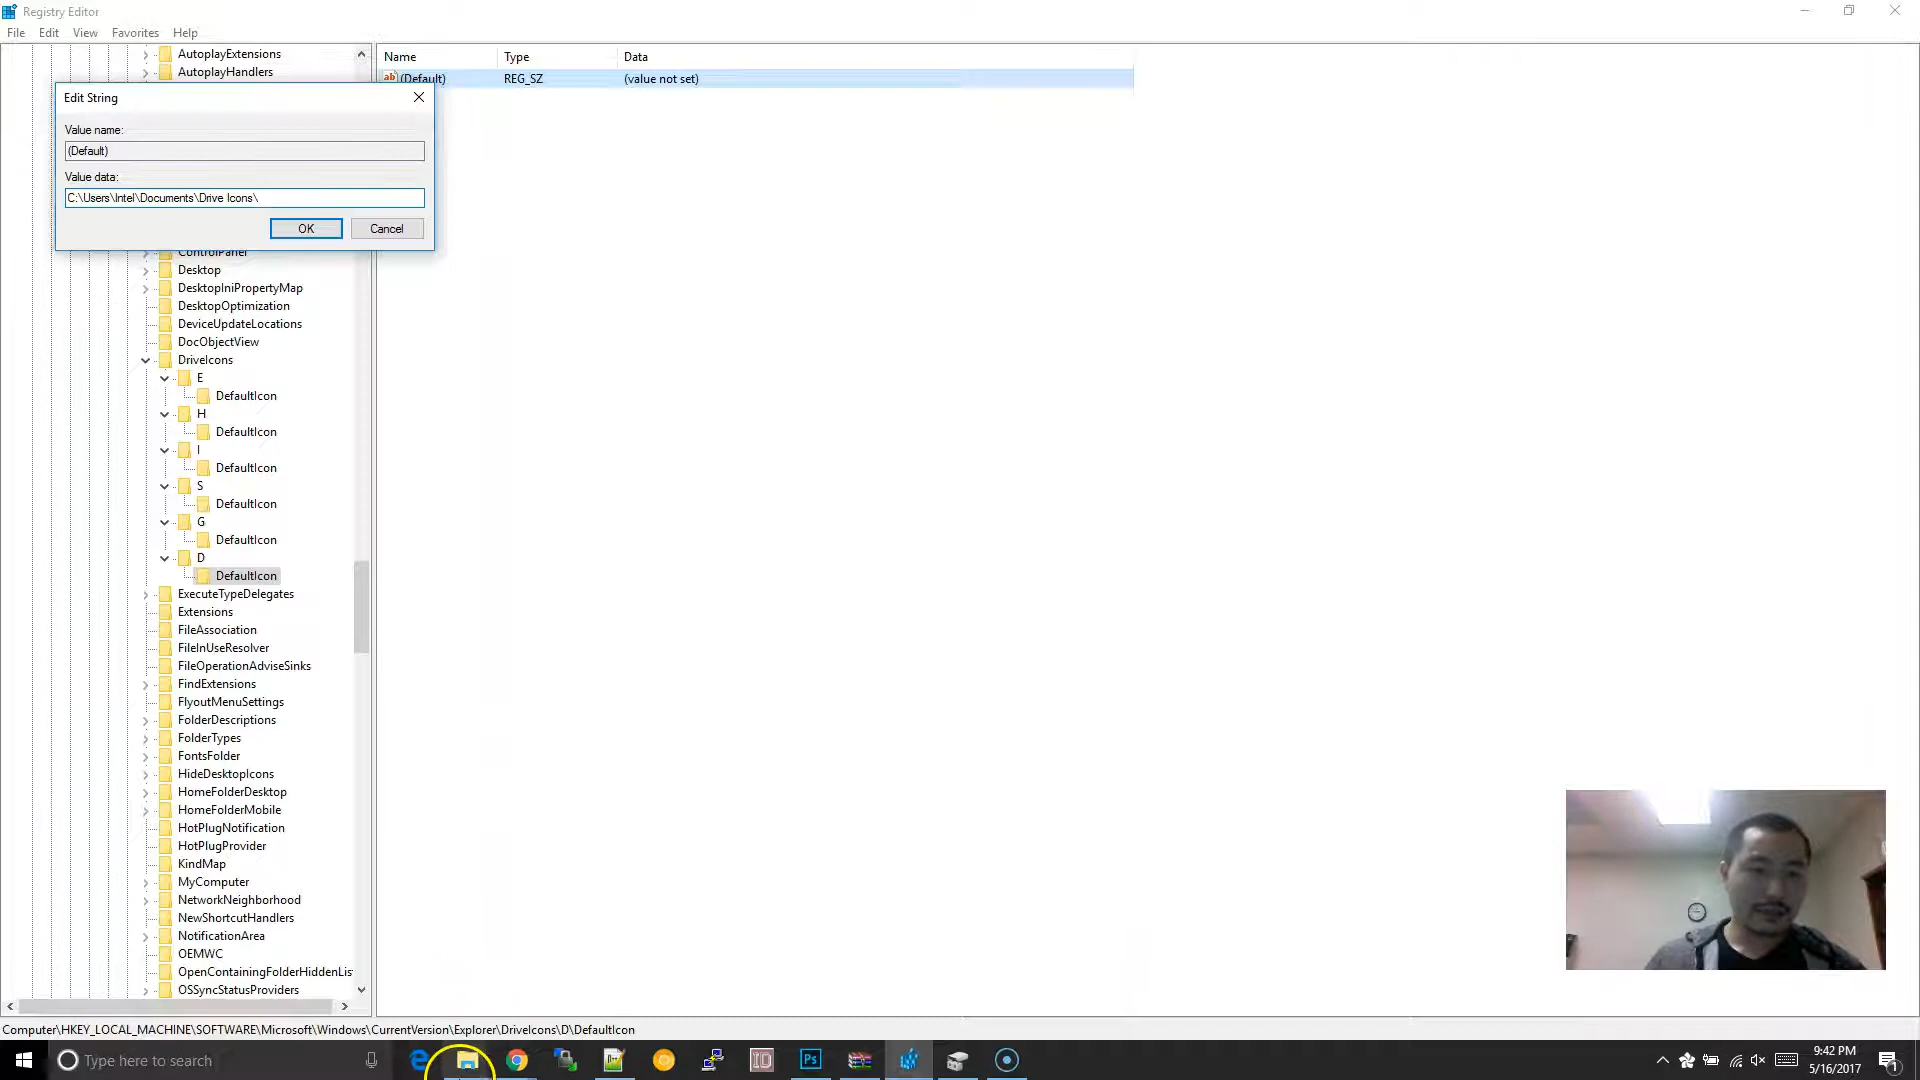 Registry Editor
File Edit View Favorites Help
AutoplayExtensions
AutoplayHandlers
Name Type Data
(Default) REG_SZ (value not set)
Edit String
Value name:
(Default)
Value data:
C:\Users\Intel\Documents\Drive Icons\
OK Cancel
ControlPanel
Desktop
DesktopIniPropertyMap
DesktopOptimization
DeviceUpdateLocations
DocObjectView
DriveIcons
E
DefaultIcon
H
DefaultIcon
I
DefaultIcon
S
DefaultIcon
G
DefaultIcon
D
DefaultIcon
ExecuteTypeDelegates
Extensions
FileAssociation
FileInUseResolver
FileOperationAdviseSinks
FindExtensions
FlyoutMenuSettings
FolderDescriptions
FolderTypes
FontsFolder
HideDesktopIcons
HomeFolderDesktop
HomeFolderMobile
HotPlugNotification
HotPlugProvider
KindMap
MyComputer
NetworkNeighborhood
NewShortcutHandlers
NotificationArea
OEMWC
OpenContainingFolderHiddenLis
OSSyncStatusProviders
Computer\HKEY_LOCAL_MACHINE\SOFTWARE\Microsoft\Windows\CurrentVersion\Explorer\DriveIcons\D\DefaultIcon
Type here to search
Ps
9:42 PM
5/16/2017
1